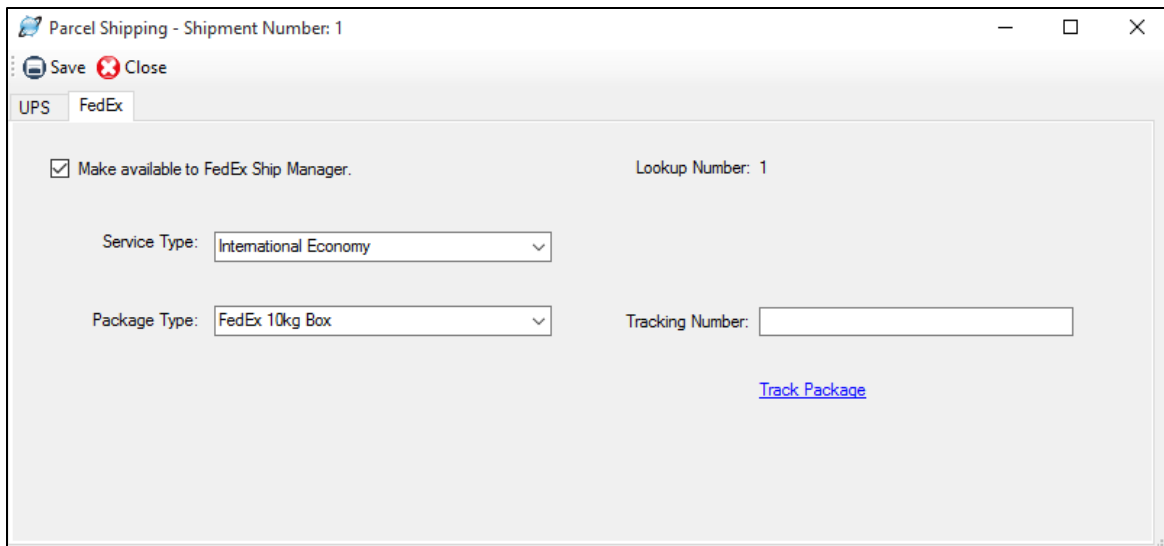 Parcel Shipping - Shipment Number: 1
Save Close
UPS FedEx
Make available to FedEx Ship Manager. Lookup Number: 1
Service Type: International Economy
Package Type: FedEx 10kg Box Tracking Number:
Track Package